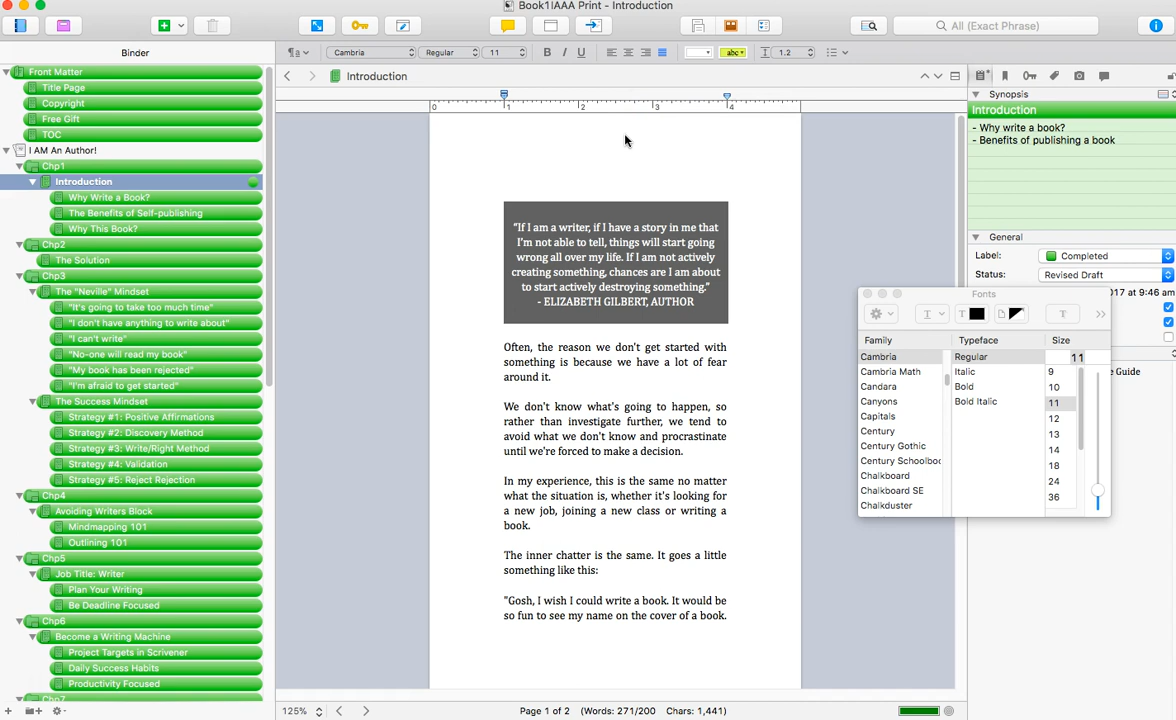 Book1IAAA Print - Introduction
All (Exact Phrase)
Binder
Cambria
Regular
11
B I U
abc
1.2
Front Matter
Title Page
Copyright
Free Gift
TOC
I AM An Author!
Chp1
Introduction
Why Write a Book?
The Benefits of Self-publishing
Why This Book?
Chp2
The Solution
Chp3
The "Neville" Mindset
"It's going to take too much time"
"I don't have anything to write about"
"I can't write"
"No-one will read my book"
"My book has been rejected"
"I'm afraid to get started"
The Success Mindset
Strategy #1: Positive Affirmations
Strategy #2: Discovery Method
Strategy #3: Write/Right Method
Strategy #4: Validation
Strategy #5: Reject Rejection
Chp4
Avoiding Writers Block
Mindmapping 101
Outlining 101
Chp5
Job Title: Writer
Plan Your Writing
Be Deadline Focused
Chp6
Become a Writing Machine
Project Targets in Scrivener
Daily Success Habits
Productivity Focused
Chp7
Introduction
0 1 2 3 4
“If I am a writer, if I have a story in me that
I’m not able to tell, things will start going
wrong all over my life. If I am not actively
creating something, chances are I am about
to start actively destroying something.”
- ELIZABETH GILBERT, AUTHOR
Often, the reason we don't get started with
something is because we have a lot of fear
around it.
We don't know what's going to happen, so
rather than investigate further, we tend to
avoid what we don't know and procrastinate
until we're forced to make a decision.
In my experience, this is the same no matter
what the situation is, whether it's looking for
a new job, joining a new class or writing a
book.
The inner chatter is the same. It goes a little
something like this:
"Gosh, I wish I could write a book. It would be
so fun to see my name on the cover of a book.
125%
Page 1 of 2 (Words: 271/200 Chars: 1,441)
Synopsis
Introduction
- Why write a book?
- Benefits of publishing a book
General
Label: Completed
Status: Revised Draft
2017 at 9:46 am
e Guide
Fonts
Family
Typeface
Size
Cambria
Cambria Math
Candara
Canyons
Capitals
Century
Century Gothic
Century Schoolboo
Chalkboard
Chalkboard SE
Chalkduster
Regular
Italic
Bold
Bold Italic
11
9
10
11
12
13
14
18
24
36